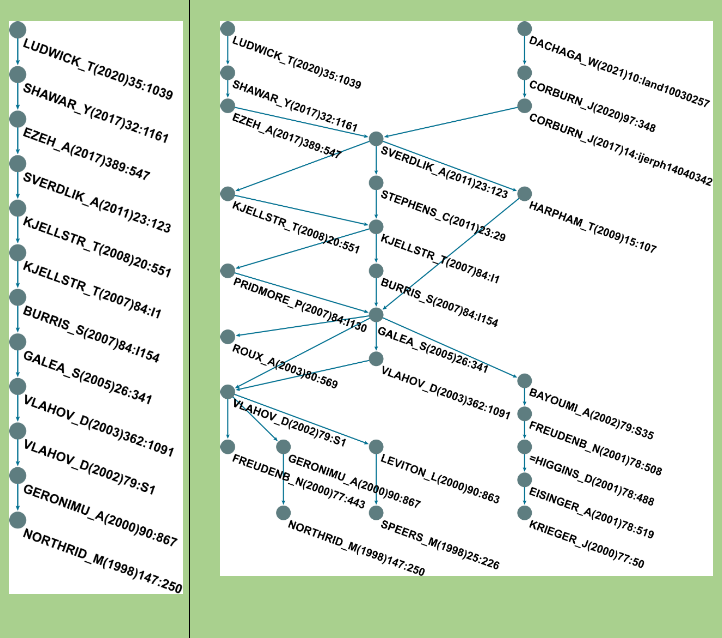 LUDWICK_T(2020)35:1039
SHAWAR_Y(2017)32:1161
EZEH_A(2017)389:547
SVERDLIK_A(2011)23:123
KJELLSTR_T(2008)20:551
KJELLSTR_T(2007)84:I1
BURRIS_S(2007)84:I154
GALEA_S(2005)26:341
VLAHOV_D(2003)362:1091
VLAHOV_D(2002)79:S1
GERONIMU_A(2000)90:867
NORTHRID_M(1998)147:250
LUDWICK_T(2020)35:1039
DACHAGA_W(2021)10:land10030257
SHAWAR_Y(2017)32:1161
CORBURN_J(2020)97:348
EZEH_A(2017)389:547
CORBURN_J(2017)14:ijerph14040342
SVERDLIK_A(2011)23:123
STEPHENS_C(2011)23:29
KJELLSTR_T(2008)20:551
HARPHAM_T(2009)15:107
KJELLSTR_T(2007)84:I1
PRIDMORE_P(2007)84:I130
BURRIS_S(2007)84:I154
GALEA_S(2005)26:341
ROUX_A(2003)80:569
VLAHOV_D(2003)362:1091
BAYOUMI_A(2002)79:S35
VLAHOV_D(2002)79:S1
FREUDENB_N(2001)78:508
FREUDENB_N(2000)77:443
GERONIMU_A(2000)90:867
LEVITON_L(2000)90:863
=HIGGINS_D(2001)78:488
EISINGER_A(2001)78:519
NORTHRID_M(1998)147:250
SPEERS_M(1998)25:226
KRIEGER_J(2000)77:50